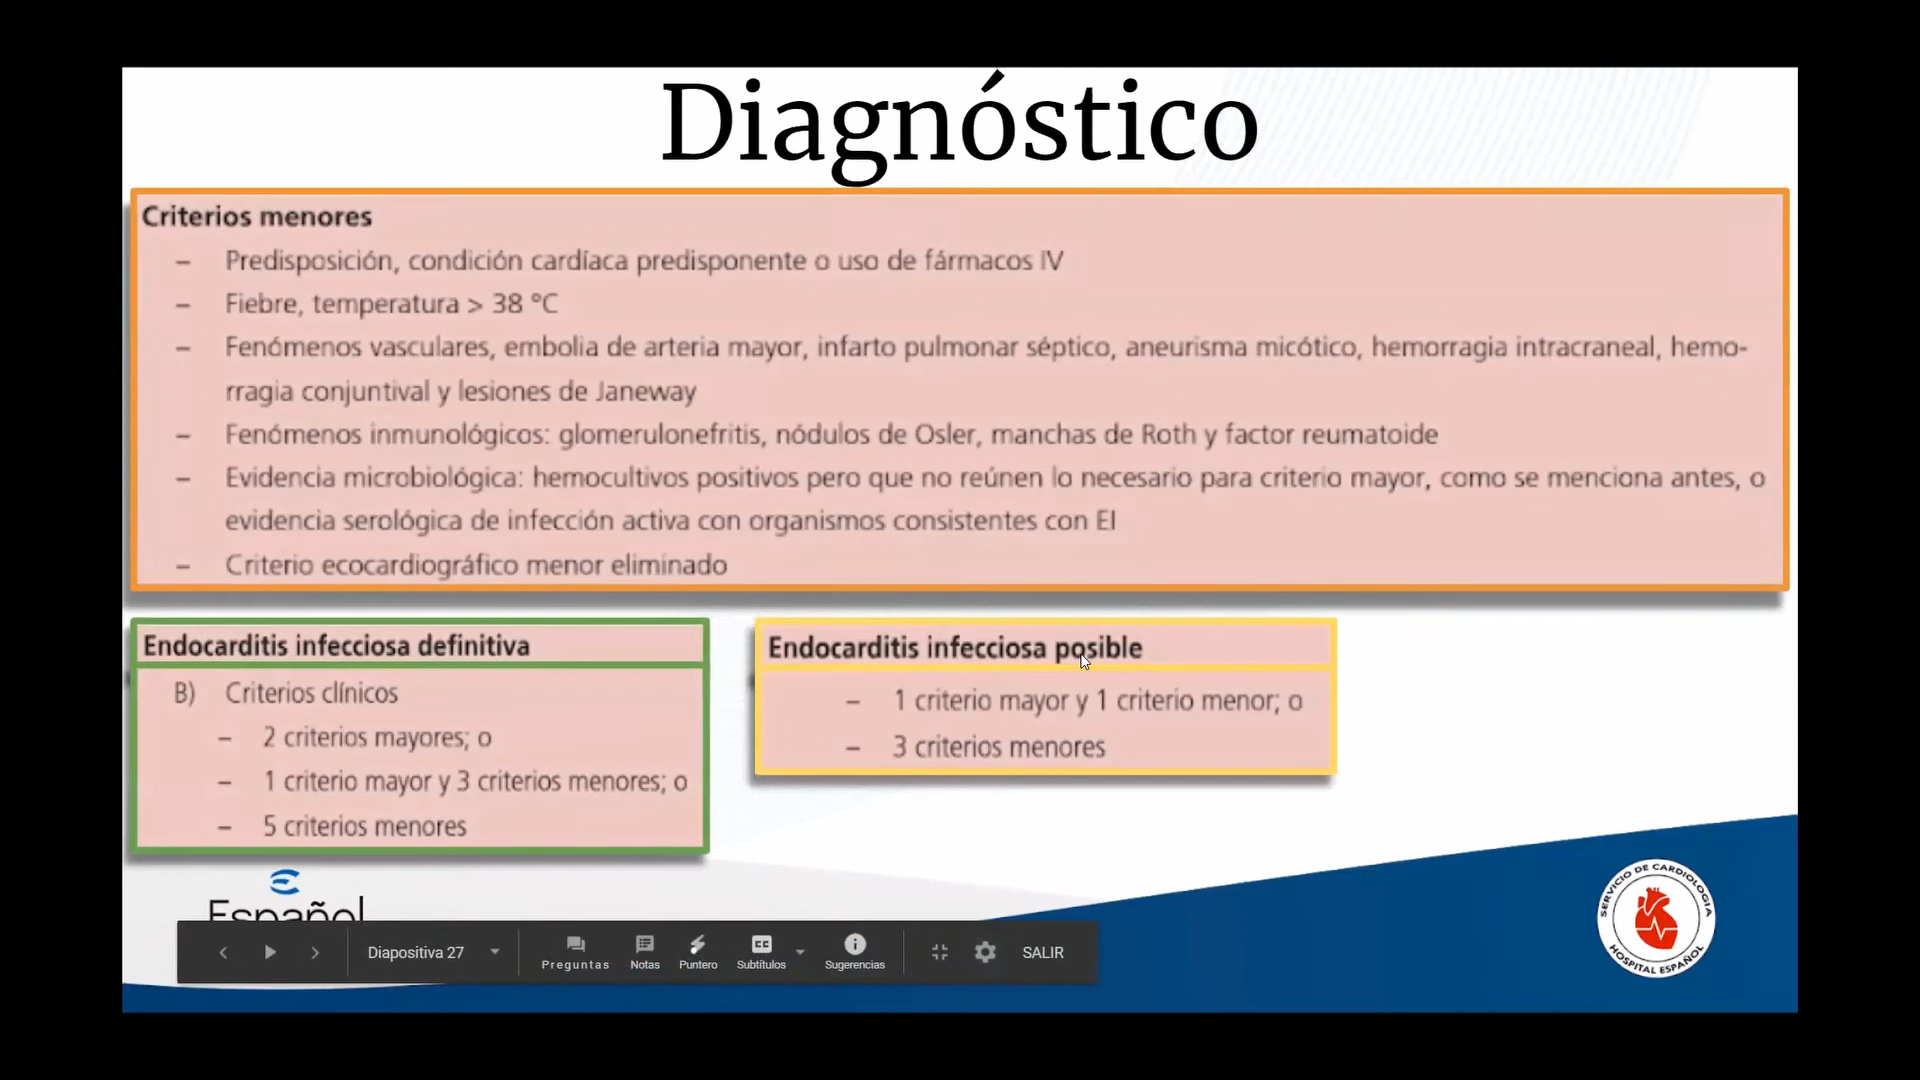 Diagnóstico
Criterios menores
– Predisposición, condición cardíaca predisponente o uso de fármacos IV
– Fiebre, temperatura > 38 °C
– Fenómenos vasculares, embolia de arteria mayor, infarto pulmonar séptico, aneurisma micótico, hemorragia intracraneal, hemo-
rragia conjuntival y lesiones de Janeway
– Fenómenos inmunológicos: glomerulonefritis, nódulos de Osler, manchas de Roth y factor reumatoide
– Evidencia microbiológica: hemocultivos positivos pero que no reúnen lo necesario para criterio mayor, como se menciona antes, o
evidencia serológica de infección activa con organismos consistentes con EI
– Criterio ecocardiográfico menor eliminado
Endocarditis infecciosa definitiva
B) Criterios clínicos
– 2 criterios mayores; o
– 1 criterio mayor y 3 criterios menores; o
– 5 criterios menores
Endocarditis infecciosa posible
– 1 criterio mayor y 1 criterio menor; o
– 3 criterios menores
Español
SERVICIO DE CARDIOLOGIA
HOSPITAL ESPAÑOL
Diapositiva 27
Preguntas
Notas
Puntero
CC
Subtítulos
Sugerencias
SALIR